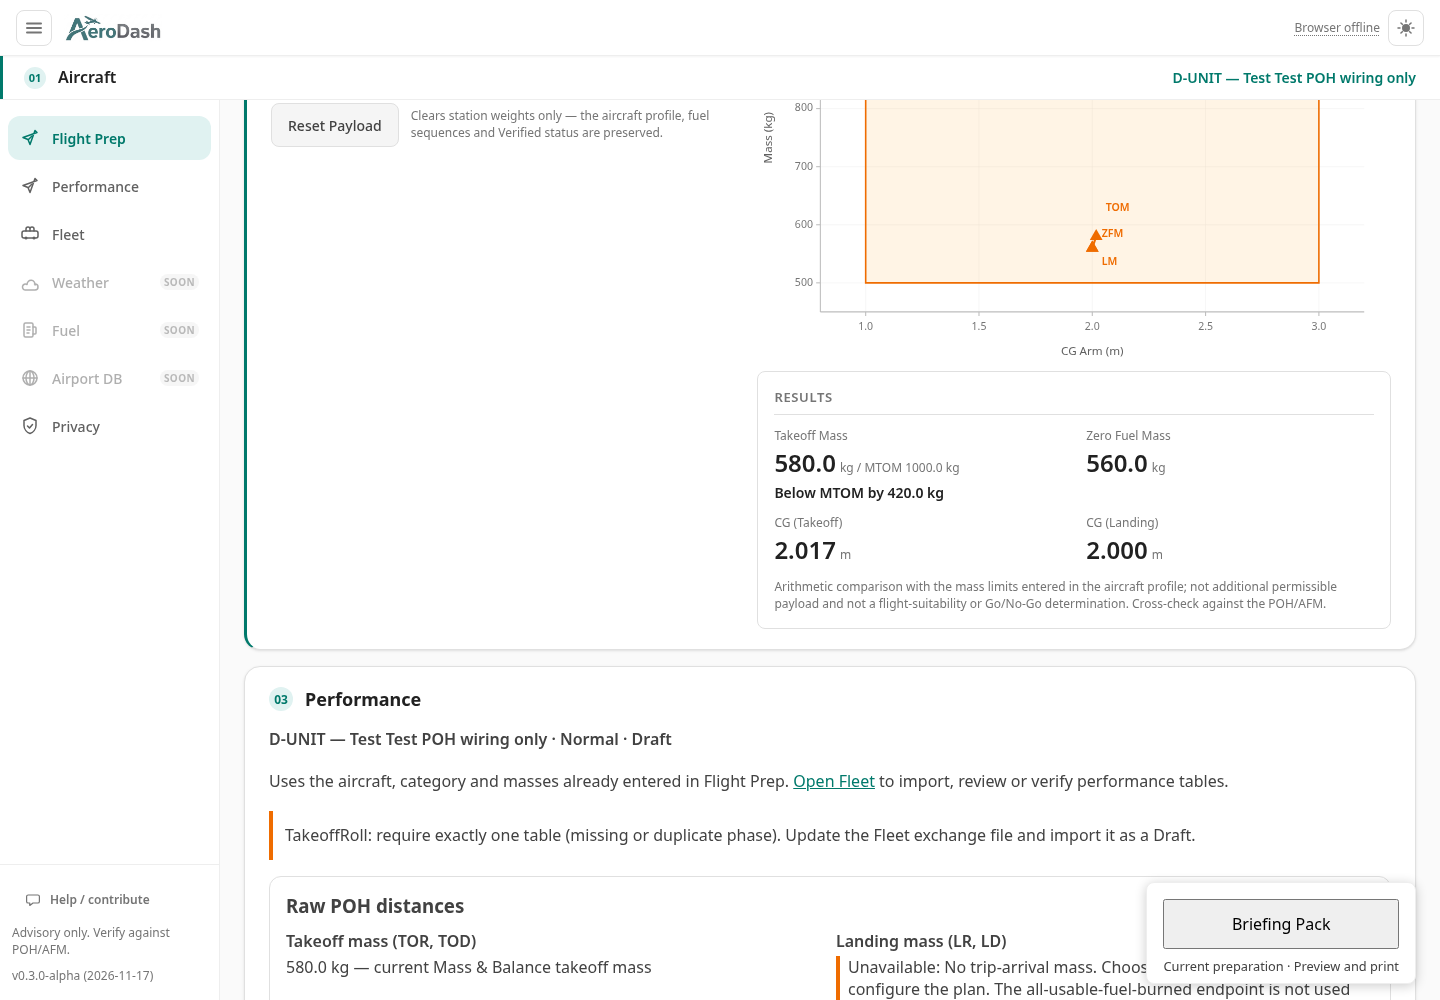 AeroDash
Browser offline
01 Aircraft
D-UNIT — Test Test POH wiring only
Flight Prep
Performance
Fleet
Weather SOON
Fuel SOON
Airport DB SOON
Privacy
Help / contribute
Advisory only. Verify against
POH/AFM.
v0.3.0-alpha (2026-11-17)
Reset Payload
Clears station weights only — the aircraft profile, fuel
sequences and Verified status are preserved.
Mass (kg)
800
700
600
500
TOM
ZFM
LM
1.0 1.5 2.0 2.5 3.0
CG Arm (m)
RESULTS
Takeoff Mass
580.0 kg / MTOM 1000.0 kg
Below MTOM by 420.0 kg
Zero Fuel Mass
560.0 kg
CG (Takeoff)
2.017 m
CG (Landing)
2.000 m
Arithmetic comparison with the mass limits entered in the aircraft profile; not additional permissible
payload and not a flight-suitability or Go/No-Go determination. Cross-check against the POH/AFM.
03 Performance
D-UNIT — Test Test POH wiring only · Normal · Draft
Uses the aircraft, category and masses already entered in Flight Prep. Open Fleet to import, review or verify performance tables.
TakeoffRoll: require exactly one table (missing or duplicate phase). Update the Fleet exchange file and import it as a Draft.
Raw POH distances
Takeoff mass (TOR, TOD)
580.0 kg — current Mass & Balance takeoff mass
Landing mass (LR, LD)
Unavailable: No trip-arrival mass. Choos
configure the plan. The all-usable-fuel-burned endpoint is not used
Briefing Pack
Current preparation · Preview and print